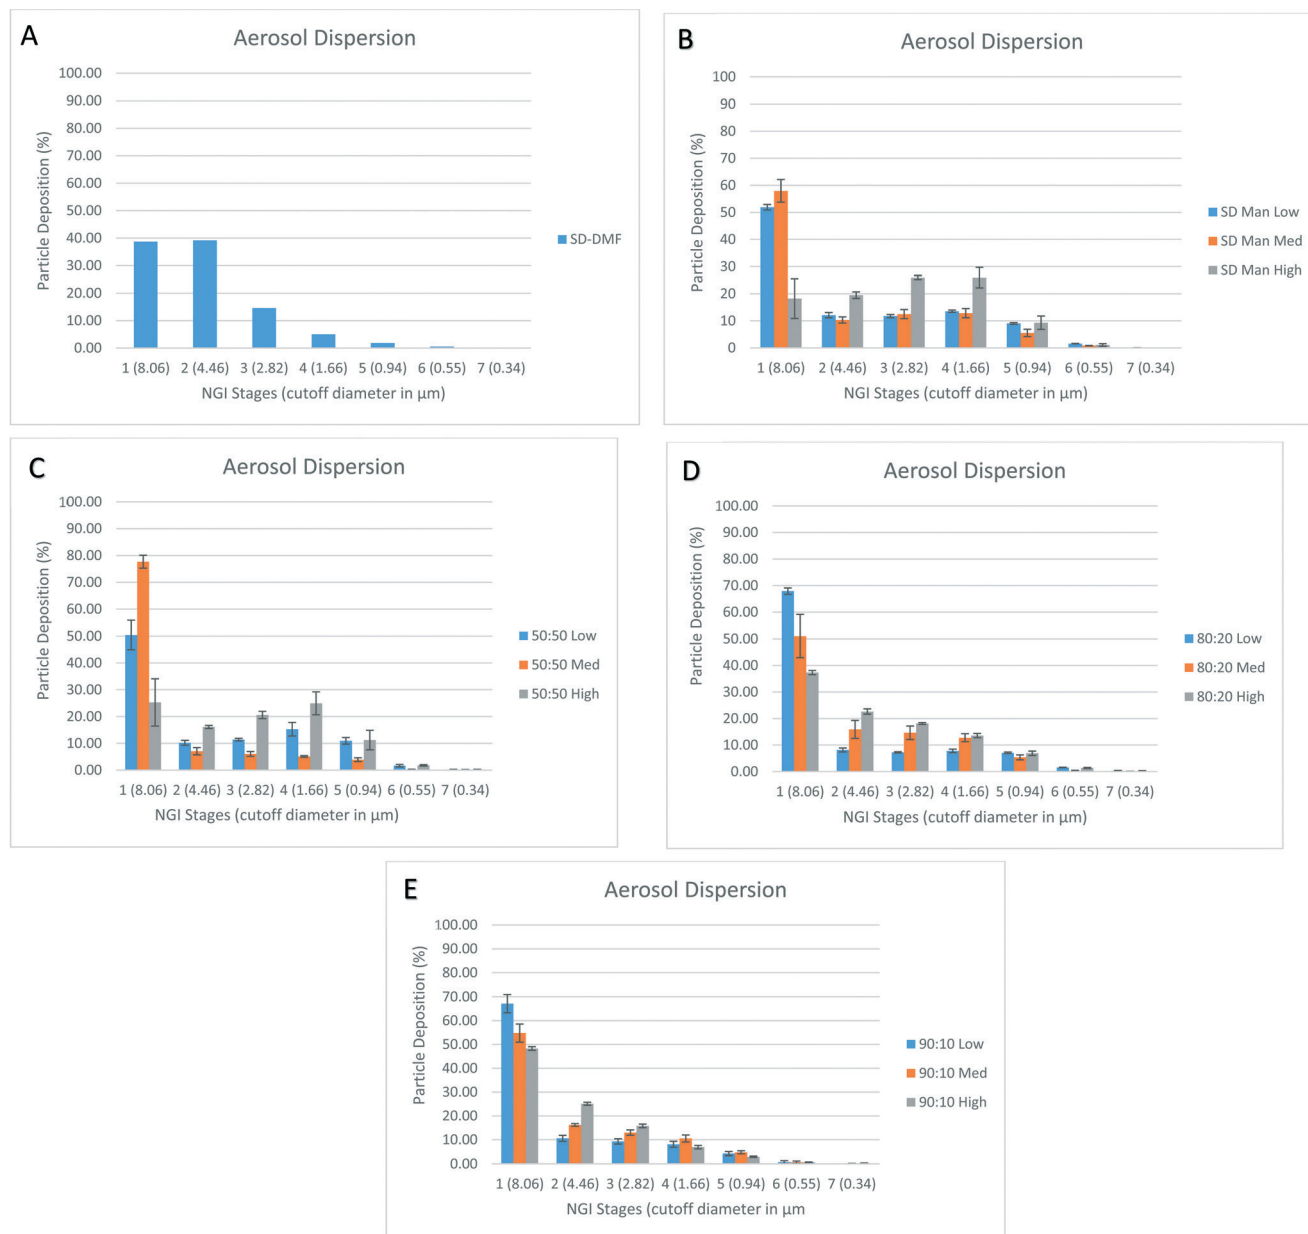 A
Aerosol Dispersion
Particle Deposition (%)
100.00
90.00
80.00
70.00
60.00
50.00
40.00
30.00
20.00
10.00
0.00
1 (8.06) 2 (4.46) 3 (2.82) 4 (1.66) 5 (0.94) 6 (0.55) 7 (0.34)
NGI Stages (cutoff diameter in µm)
SD-DMF
B
Aerosol Dispersion
Particle Deposition (%)
100
90
80
70
60
50
40
30
20
10
0
1 (8.06) 2 (4.46) 3 (2.82) 4 (1.66) 5 (0.94) 6 (0.55) 7 (0.34)
NGI Stages (cutoff diameter in µm)
SD Man Low
SD Man Med
SD Man High
C
Aerosol Dispersion
Particle Deposition (%)
100.00
90.00
80.00
70.00
60.00
50.00
40.00
30.00
20.00
10.00
0.00
1 (8.06) 2 (4.46) 3 (2.82) 4 (1.66) 5 (0.94) 6 (0.55) 7 (0.34)
NGI Stages (cutoff diameter in µm)
50:50 Low
50:50 Med
50:50 High
D
Aerosol Dispersion
Particle Deposition (%)
100.00
90.00
80.00
70.00
60.00
50.00
40.00
30.00
20.00
10.00
0.00
1 (8.06) 2 (4.46) 3 (2.82) 4 (1.66) 5 (0.94) 6 (0.55) 7 (0.34)
NGI Stages (cutoff diameter in µm)
80:20 Low
80:20 Med
80:20 High
E
Aerosol Dispersion
Particle Deposition (%)
100.00
90.00
80.00
70.00
60.00
50.00
40.00
30.00
20.00
10.00
0.00
1 (8.06) 2 (4.46) 3 (2.82) 4 (1.66) 5 (0.94) 6 (0.55) 7 (0.34)
NGI Stages (cutoff diameter in µm
90:10 Low
90:10 Med
90:10 High